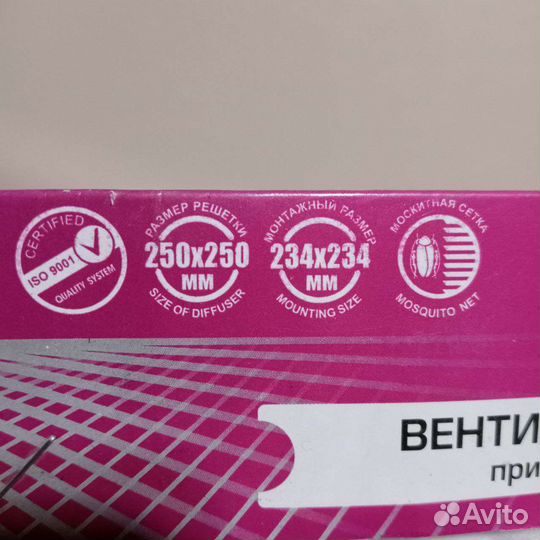 CERTIFIED
ISO 9001
QUALITY SYSTEM
РАЗМЕР РЕШЕТКИ
250x250
ММ
SIZE OF DIFFUSER
МОНТАЖНЫЙ РАЗМЕР
234x234
ММ
MOUNTING SIZE
МОСКИТНАЯ СЕТКА
MOSQUITO NET
ВЕНТИ
при
Avito